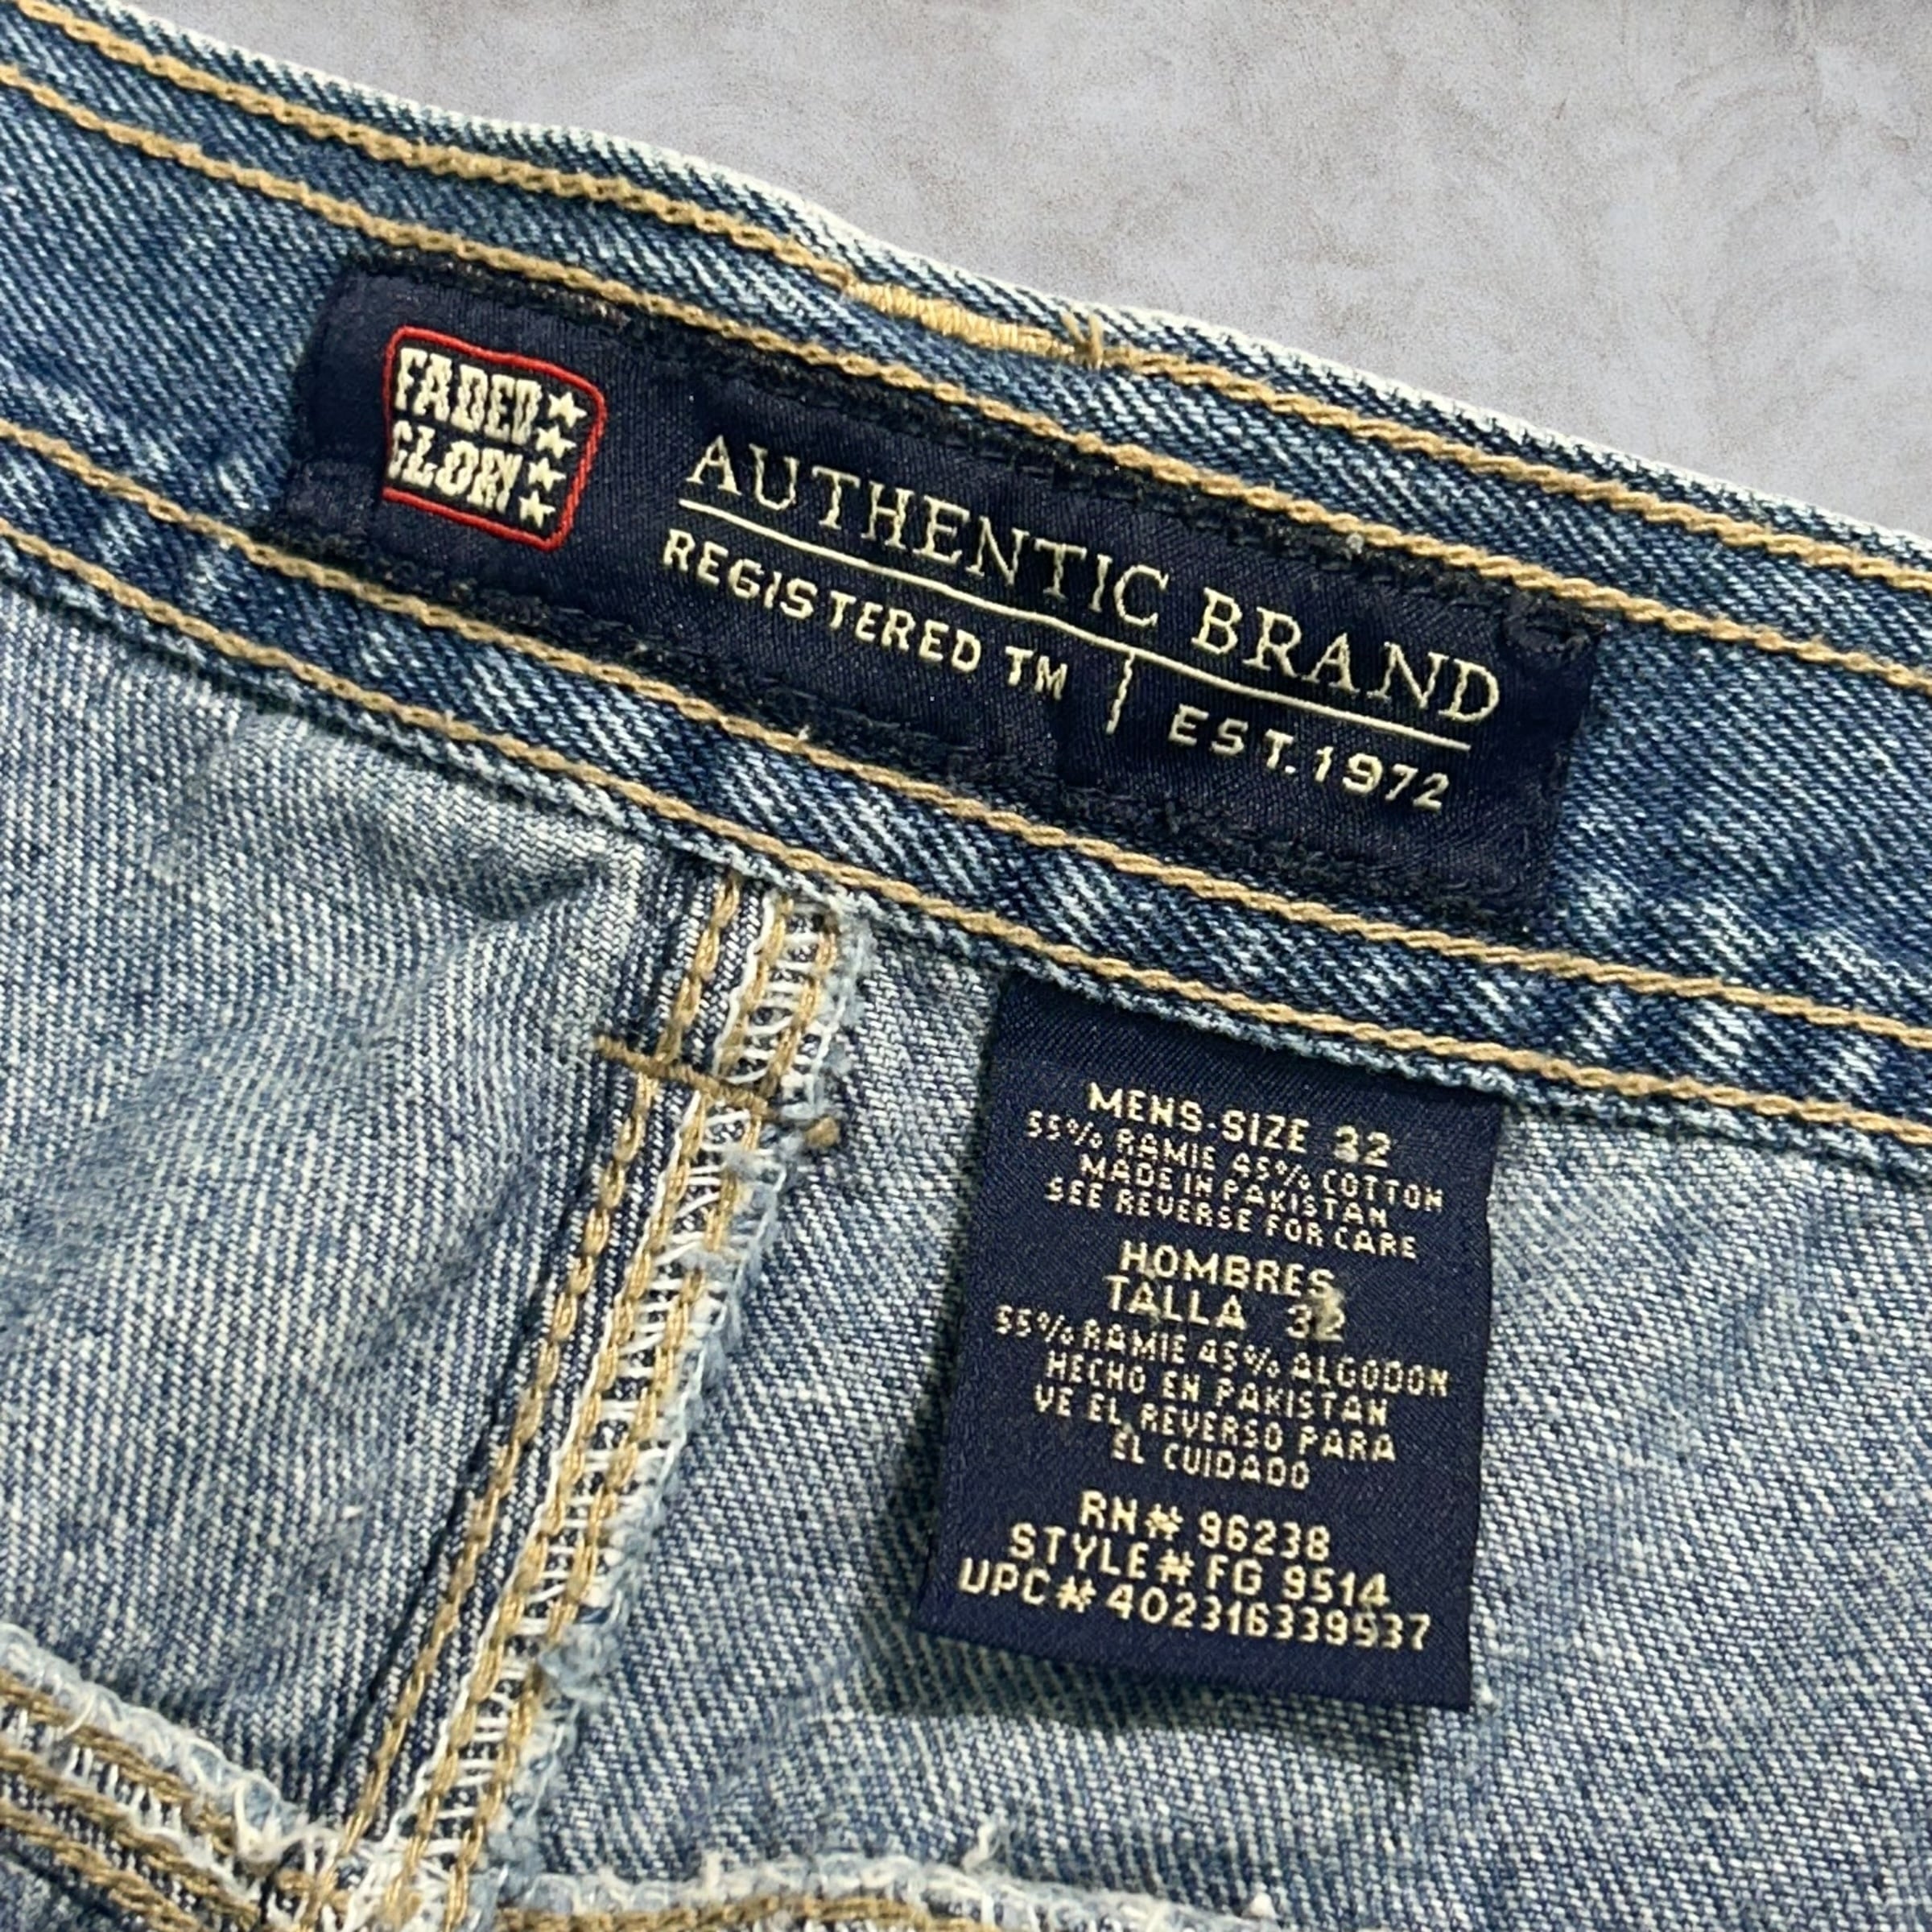 FADED
GLORY
AUTHENTIC BRAND
REGISTERED TM | EST. 1972
MENS-SIZE 32
55% RAMIE 45% COTTON
MADE IN PAKISTAN
SEE REVERSE FOR CARE
HOMBRES
TALLA 32
55% RAMIE 45% ALGODON
HECHO EN PAKISTAN
VE EL REVERSO PARA
EL CUIDADO
RN# 96238
STYLE# FG 9514
UPC# 402316339537